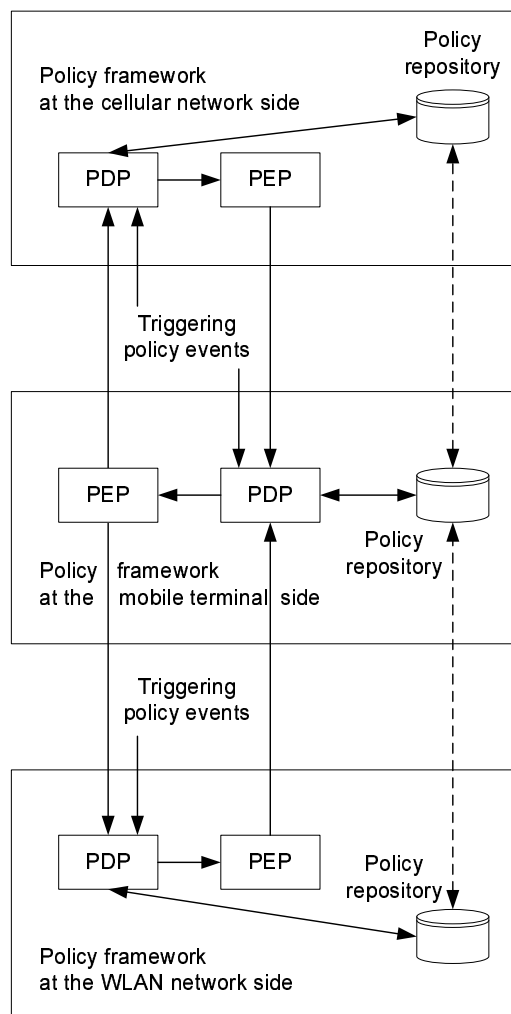 Policy
repository
Policy framework
at the cellular network side
PDP
PEP
Triggering
policy events
PEP
PDP
Policy
repository
Policy framework
at the mobile terminal side
Triggering
policy events
PDP
PEP
Policy
repository
Policy framework
at the WLAN network side